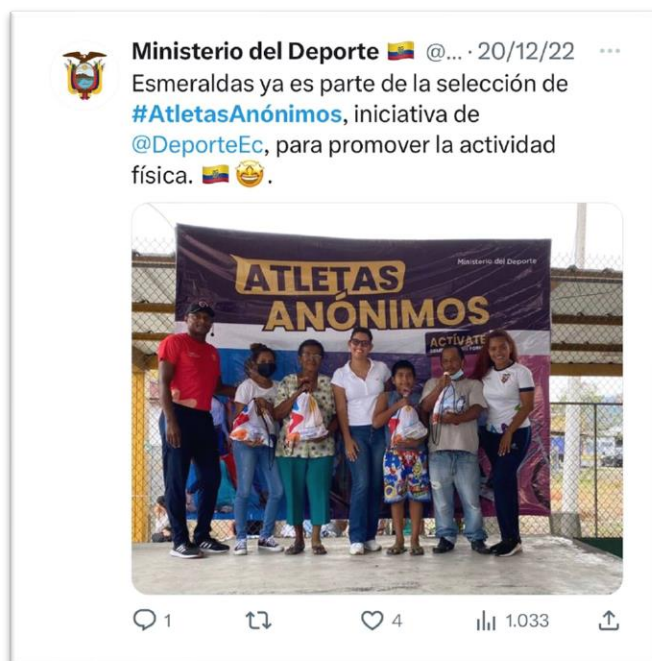 Ministerio del Deporte 🇪🇨 @... · 20/12/22 ...
Esmeraldas ya es parte de la selección de
#AtletasAnónimos, iniciativa de
@DeporteEc, para promover la actividad
física. 🇪🇨 🤩.
Ministerio del Deporte
ATLETAS
ANÓNIMOS
ACTÍVATE
1
4
1.033